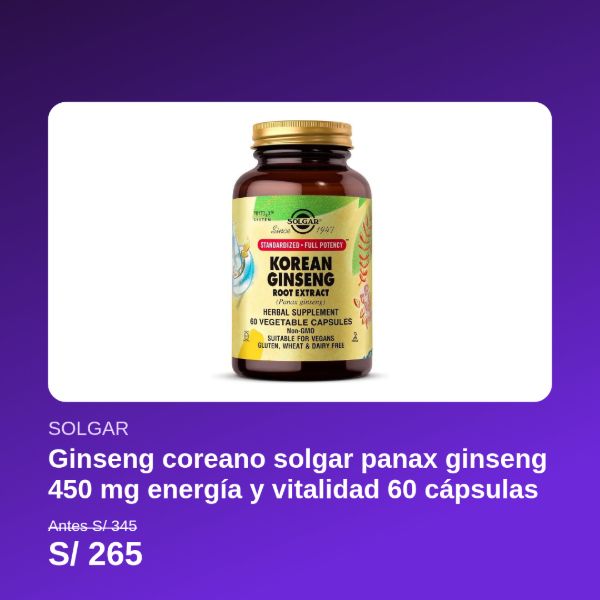 SOLGAR
Since 1947
STANDARDIZED • FULL POTENCY
KOREAN
GINSENG
ROOT EXTRACT
(Panax ginseng)
HERBAL SUPPLEMENT
60 VEGETABLE CAPSULES
Non-GMO
SUITABLE FOR VEGANS
GLUTEN, WHEAT & DAIRY FREE
SOLGAR
Ginseng coreano solgar panax ginseng
450 mg energía y vitalidad 60 cápsulas
Antes S/ 345
S/ 265